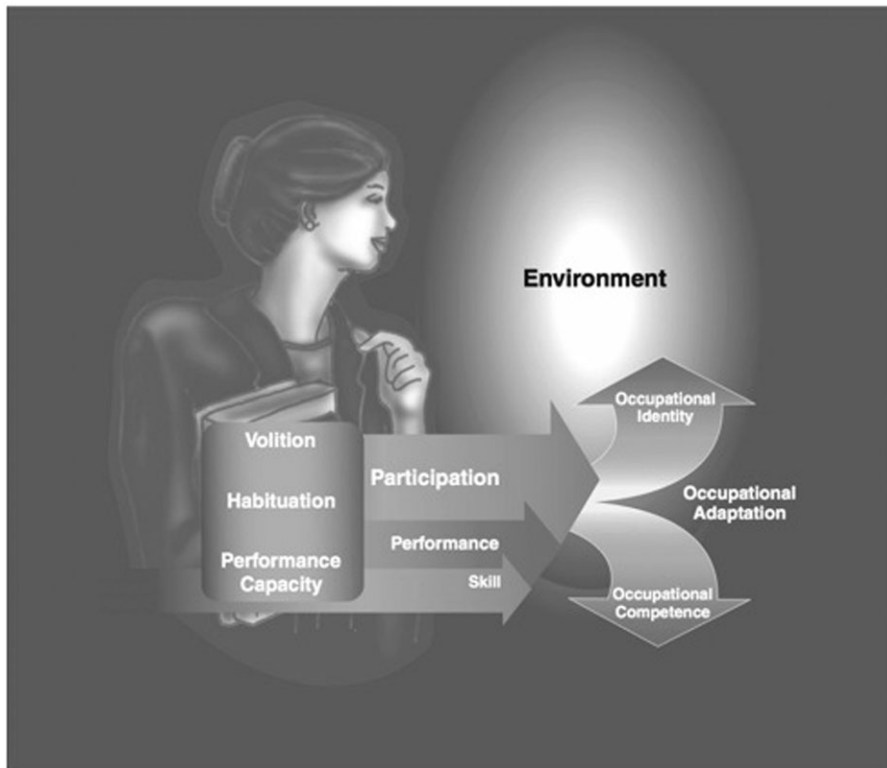 Environment
Volition
Habituation
Performance
Capacity
Participation
Performance
Skill
Occupational
Identity
Occupational
Adaptation
Occupational
Competence